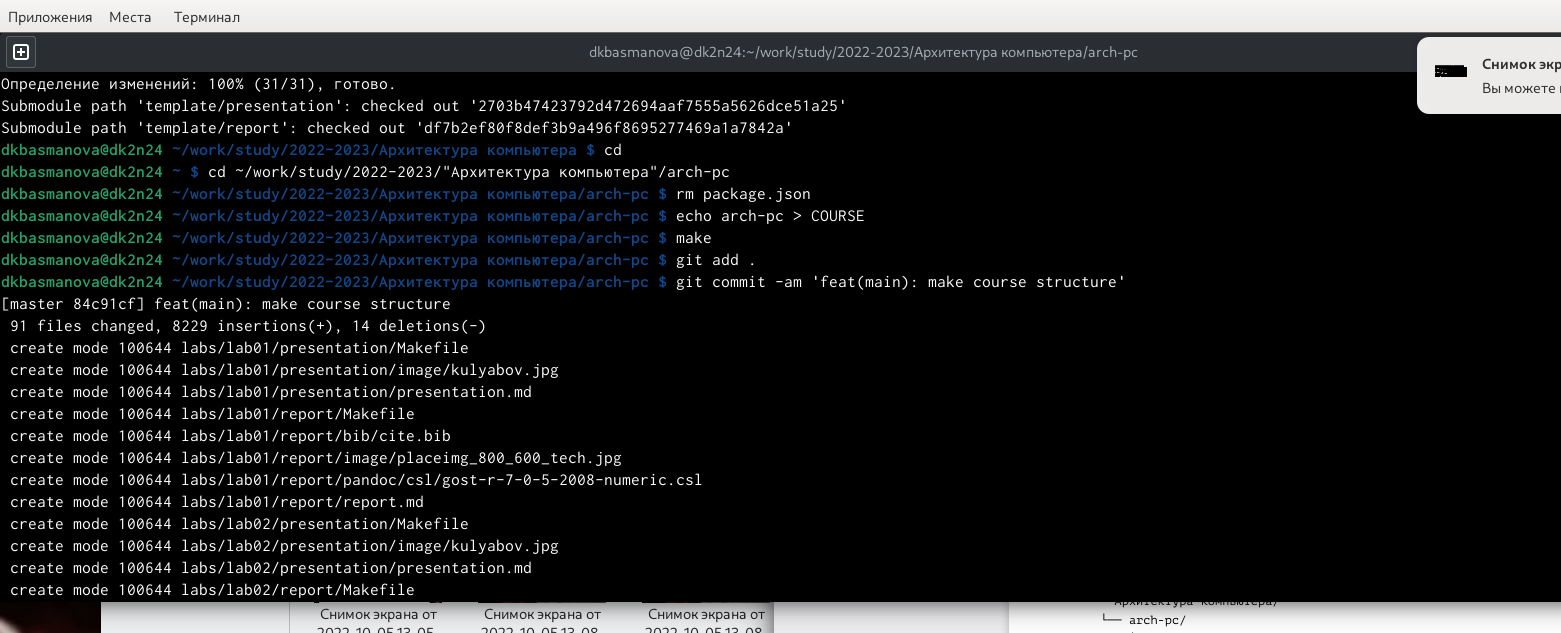 Приложения Места Терминал
dkbasmanova@dk2n24:~/work/study/2022-2023/Архитектура компьютера/arch-pc
Снимок экр
Вы можете
Определение изменений: 100% (31/31), готово.
Submodule path 'template/presentation': checked out '2703b47423792d472694aaf7555a5626dce51a25'
Submodule path 'template/report': checked out 'df7b2ef80f8def3b9a496f8695277469a1a7842a'
dkbasmanova@dk2n24 ~/work/study/2022-2023/Архитектура компьютера $ cd
dkbasmanova@dk2n24 ~ $ cd ~/work/study/2022-2023/"Архитектура компьютера"/arch-pc
dkbasmanova@dk2n24 ~/work/study/2022-2023/Архитектура компьютера/arch-pc $ rm package.json
dkbasmanova@dk2n24 ~/work/study/2022-2023/Архитектура компьютера/arch-pc $ echo arch-pc > COURSE
dkbasmanova@dk2n24 ~/work/study/2022-2023/Архитектура компьютера/arch-pc $ make
dkbasmanova@dk2n24 ~/work/study/2022-2023/Архитектура компьютера/arch-pc $ git add .
dkbasmanova@dk2n24 ~/work/study/2022-2023/Архитектура компьютера/arch-pc $ git commit -am 'feat(main): make course structure'
[master 84c91cf] feat(main): make course structure
 91 files changed, 8229 insertions(+), 14 deletions(-)
 create mode 100644 labs/lab01/presentation/Makefile
 create mode 100644 labs/lab01/presentation/image/kulyabov.jpg
 create mode 100644 labs/lab01/presentation/presentation.md
 create mode 100644 labs/lab01/report/Makefile
 create mode 100644 labs/lab01/report/bib/cite.bib
 create mode 100644 labs/lab01/report/image/placeimg_800_600_tech.jpg
 create mode 100644 labs/lab01/report/pandoc/csl/gost-r-7-0-5-2008-numeric.csl
 create mode 100644 labs/lab01/report/report.md
 create mode 100644 labs/lab02/presentation/Makefile
 create mode 100644 labs/lab02/presentation/image/kulyabov.jpg
 create mode 100644 labs/lab02/presentation/presentation.md
 create mode 100644 labs/lab02/report/Makefile
Архитектура компьютера/
Снимок экрана от Снимок экрана от Снимок экрана от
└── arch-pc/
2022-10-05 13-05 2022-10-05 13-08 2022-10-05 13-08